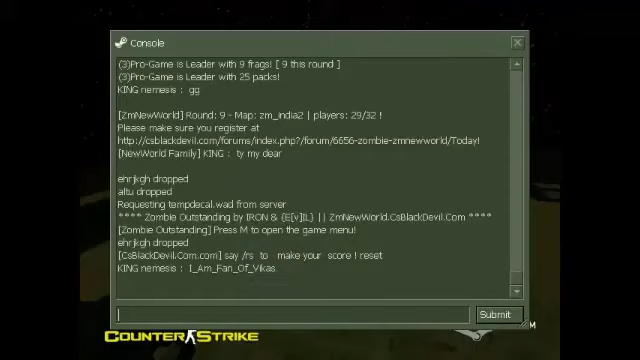 Console
(3)Pro-Game is Leader with 9 frags! [ 9 this round ]
(3)Pro-Game is Leader with 25 packs!
KING nemesis :  gg
[ZmNewWorld] Round: 9 - Map: zm_india2 | players: 29/32 !
Please make sure you register at
http://csblackdevil.com/forums/index.php?/forum/6656-zombie-zmnewworld/Today!
[NewWorld Family] KING :  ty my dear
ehrjkgh dropped
altu dropped
Requesting tempdecal.wad from server
**** Zombie Outstanding by IRON & {E[v]IL} || ZmNewWorld.CsBlackDevil.Com ****
[Zombie Outstanding] Press M to open the game menu!
ehrjkgh dropped
[CsBlackDevil.Com.com] say /rs  to   make your  score ! reset
KING nemesis :  I_Am_Fan_Of_Vikas
Submit
COUNTER STRIKE
M